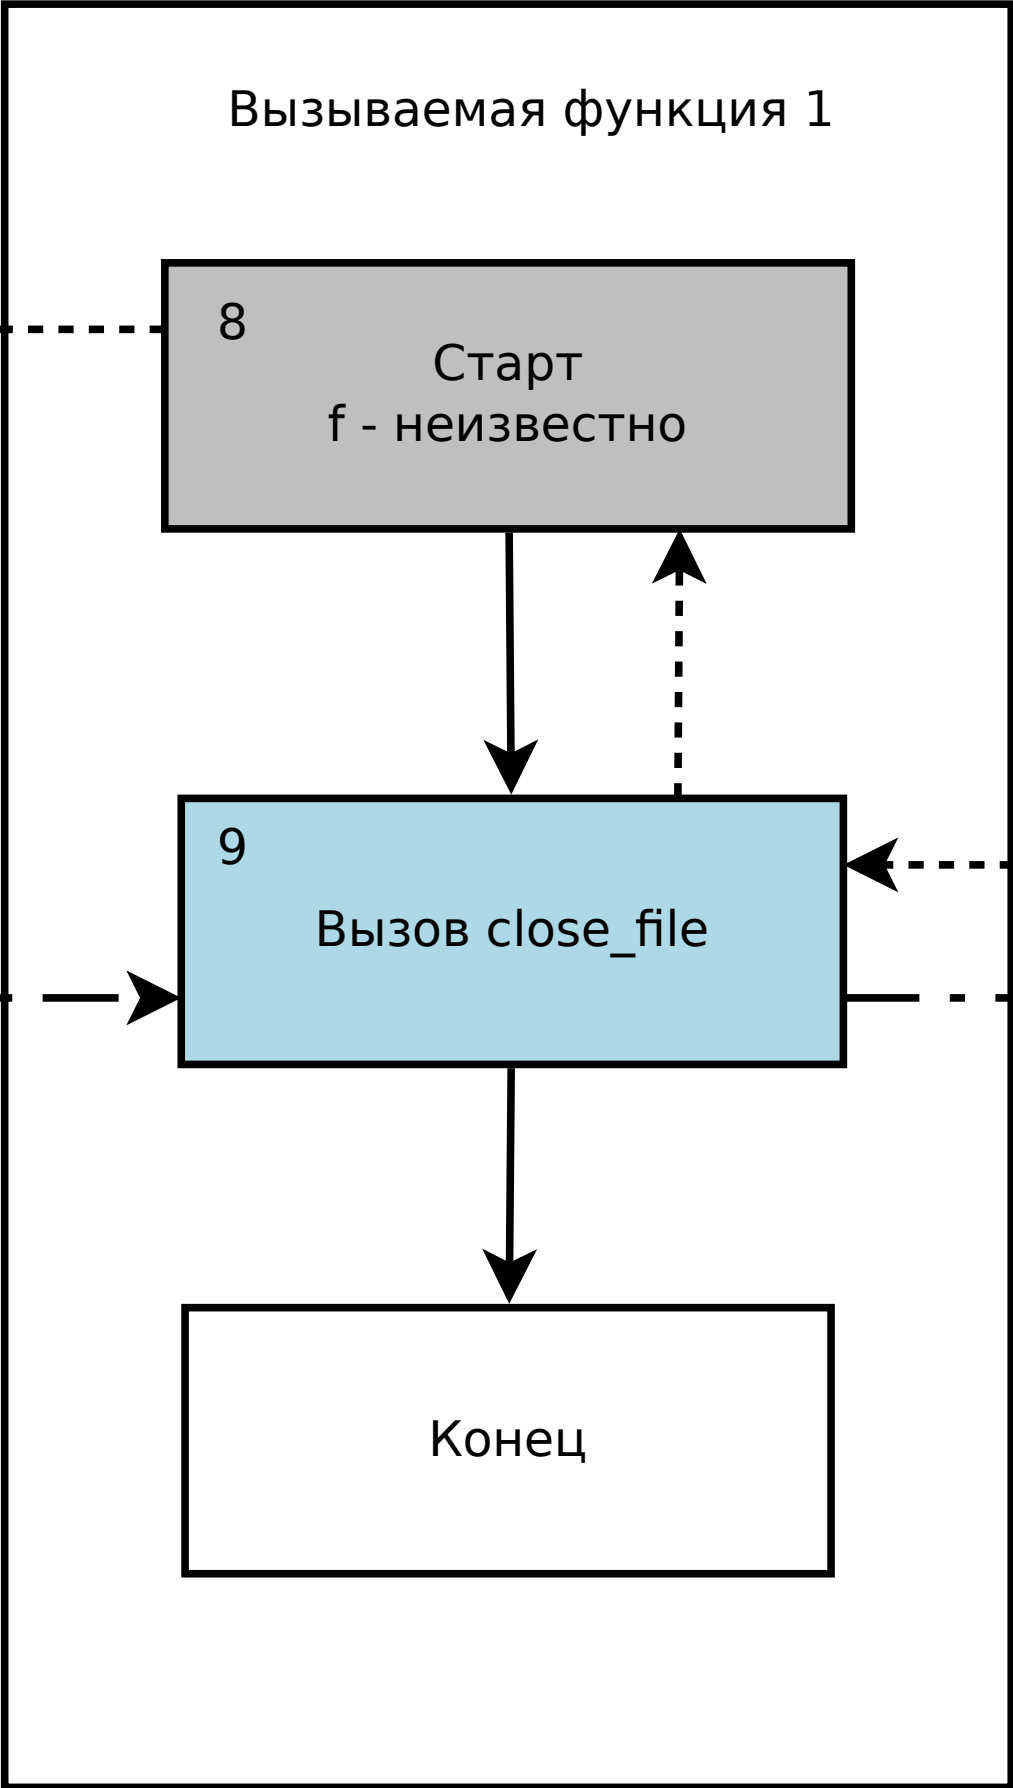 Вызываемая функция 1
8
Старт
f - неизвестно
9
Вызов close_file
Конец